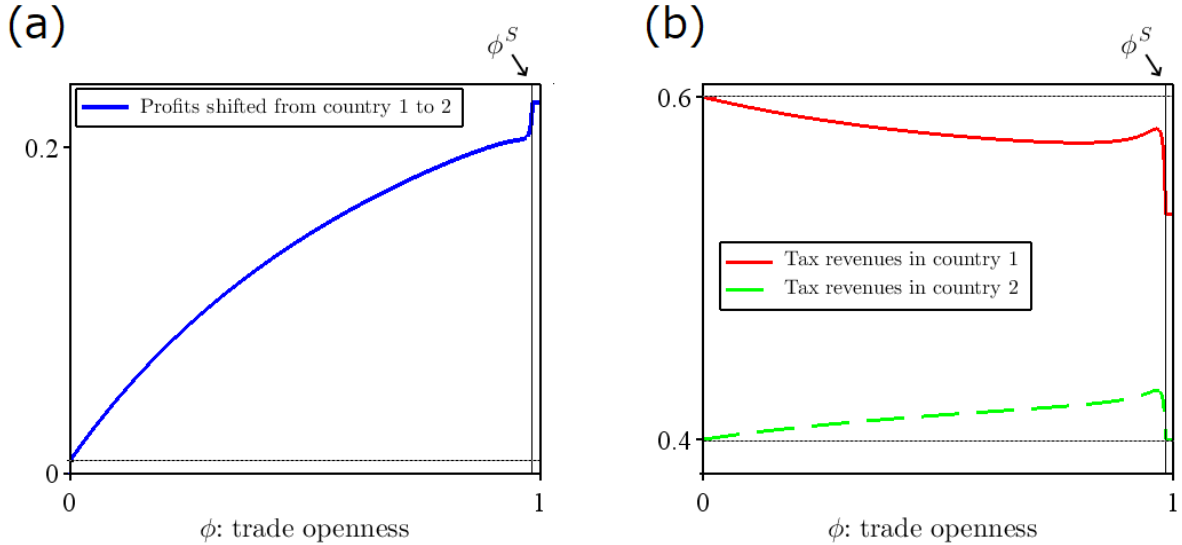 (a)
ϕ^S
Profits shifted from country 1 to 2
0.2
0
0
1
ϕ: trade openness
(b)
ϕ^S
0.6
Tax revenues in country 1
Tax revenues in country 2
0.4
0
1
ϕ: trade openness